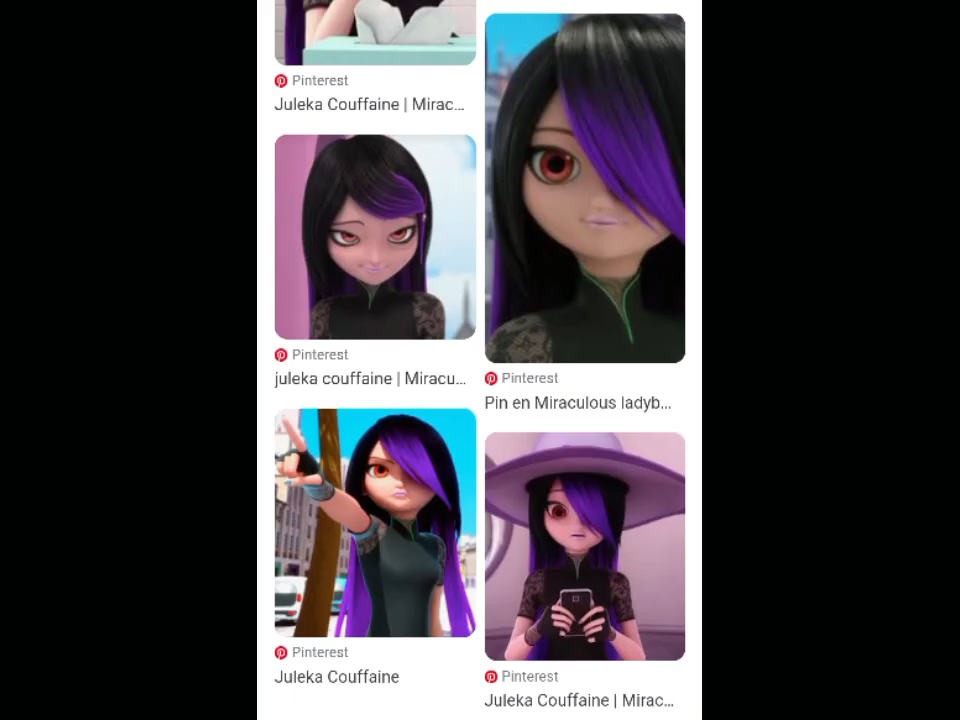 Pinterest
Juleka Couffaine | Mirac...
Pinterest
juleka couffaine | Miracu...
Pinterest
Juleka Couffaine
Pinterest
Pin en Miraculous ladyb...
Pinterest
Juleka Couffaine | Mirac...